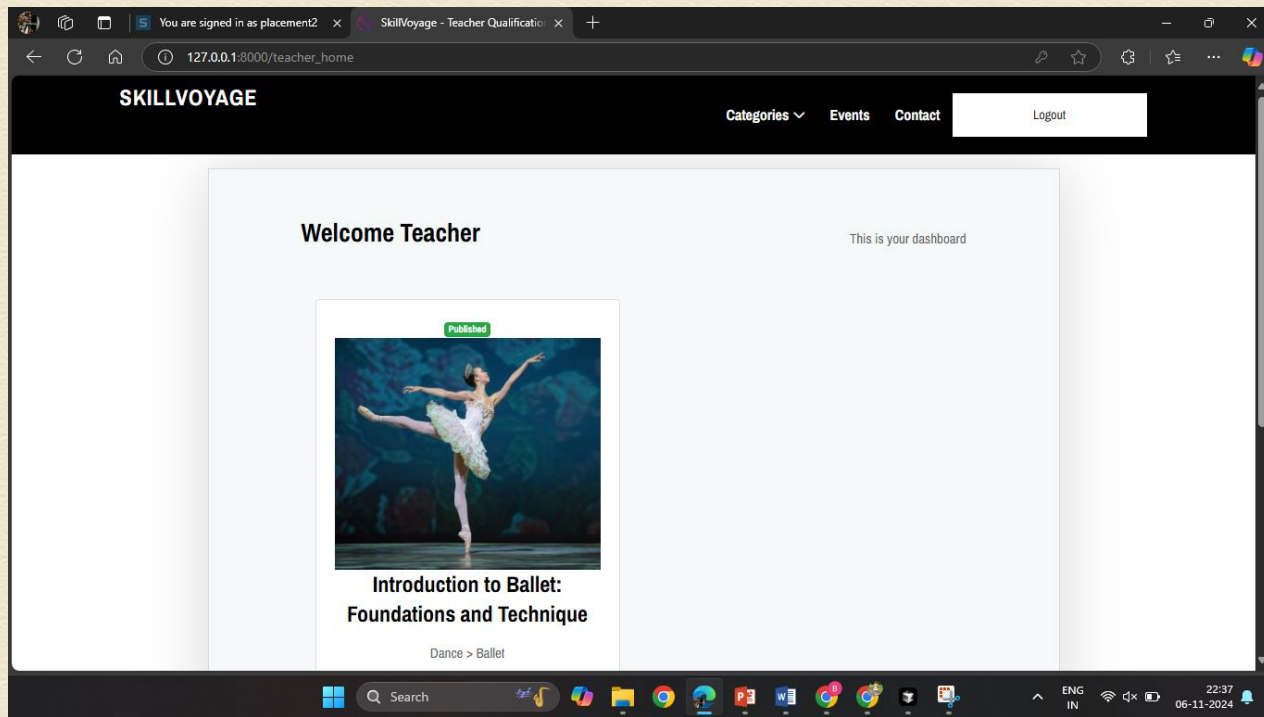 You are signed in as placement2
SkillVoyage - Teacher Qualificatio
127.0.0.1:8000/teacher_home
SKILLVOYAGE
Categories
Events
Contact
Logout
Welcome Teacher
This is your dashboard
Published
Introduction to Ballet:
Foundations and Technique
Dance > Ballet
Search
ENG
IN
22:37
06-11-2024